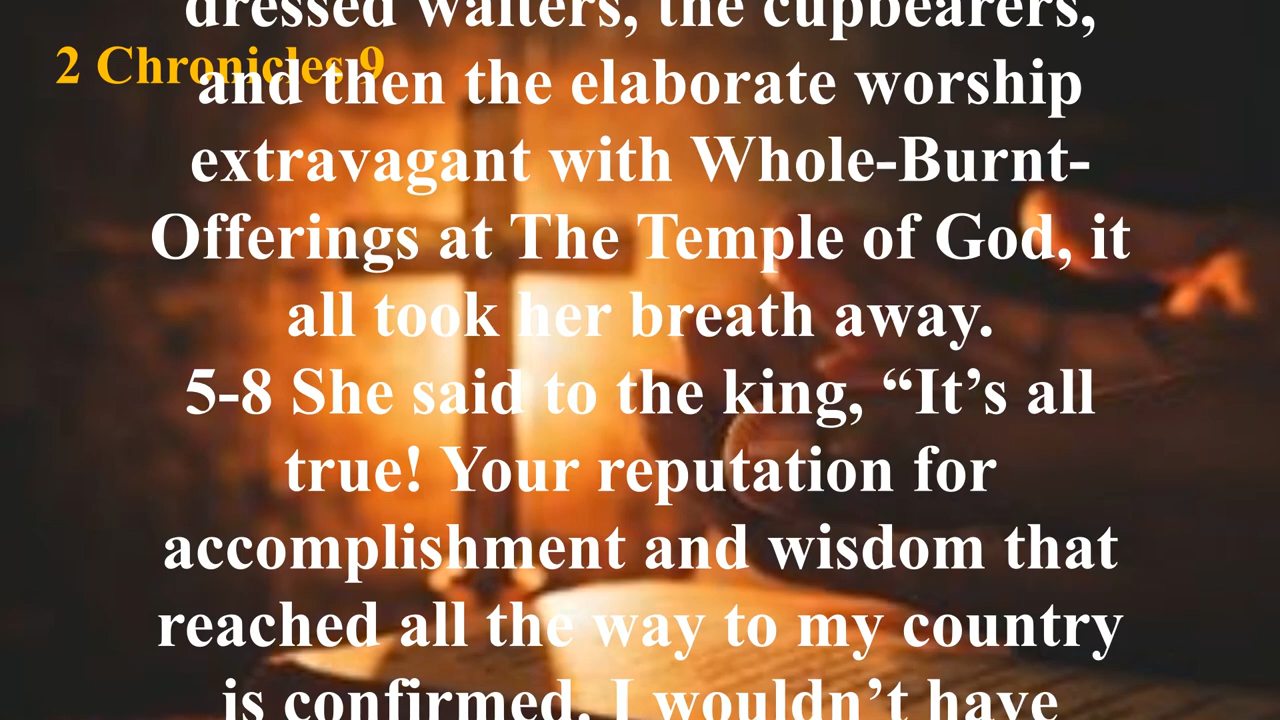 dressed waiters, the cupbearers,
2 Chronicles 9
and then the elaborate worship
extravagant with Whole-Burnt-
Offerings at The Temple of God, it
all took her breath away.
5-8 She said to the king, “It’s all
true! Your reputation for
accomplishment and wisdom that
reached all the way to my country
is confirmed. I wouldn’t have